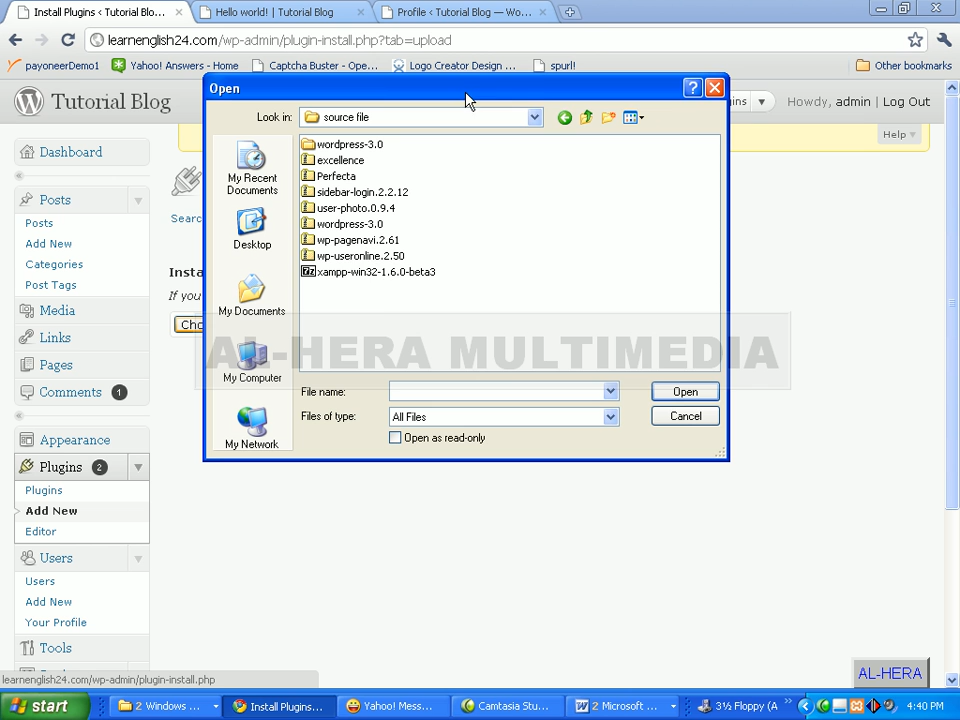 Install Plugins ‹ Tutorial Blo...
Hello world! | Tutorial Blog
Profile ‹ Tutorial Blog — Wo...
learnenglish24.com/wp-admin/plugin-install.php?tab=upload
payoneerDemo1
Yahoo! Answers - Home
Captcha Buster - Ope...
Logo Creator Design ...
spurl!
Other bookmarks
Tutorial Blog
Howdy, admin | Log Out
Help
Open
Look in:
source file
My Recent
Documents
Desktop
My Documents
My Computer
My Network
wordpress-3.0
excellence
Perfecta
sidebar-login.2.2.12
user-photo.0.9.4
wordpress-3.0
wp-pagenavi.2.61
wp-useronline.2.50
xampp-win32-1.6.0-beta3
File name:
Open
Files of type:
All Files
Cancel
Open as read-only
AL-HERA MULTIMEDIA
Dashboard
Posts
Posts
Add New
Categories
Post Tags
Media
Links
Pages
Comments 1
Appearance
Plugins 2
Plugins
Add New
Editor
Users
Users
Add New
Your Profile
Tools
If you
learnenglish24.com/wp-admin/plugin-install.php
AL-HERA
start
2 Windows ...
Install Plugins...
Yahoo! Mess...
Camtasia Stu...
2 Microsoft ...
3½ Floppy (A
4:40 PM